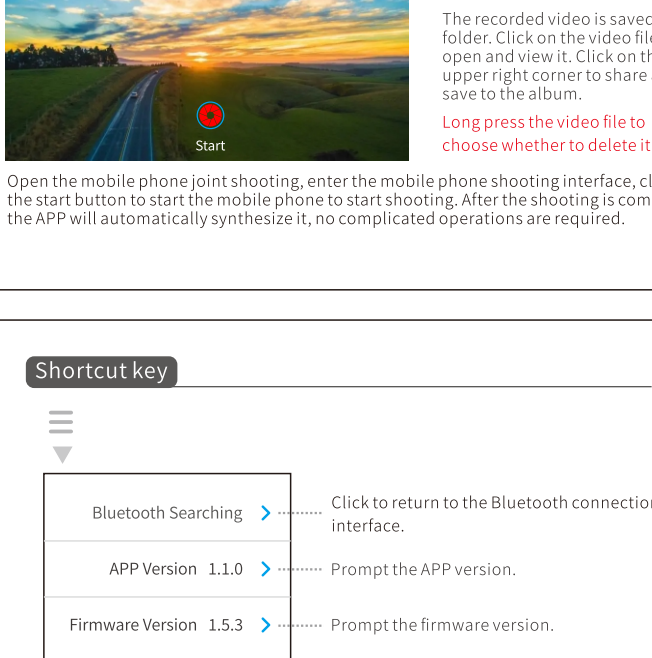 The recorded video is saved
folder. Click on the video file
open and view it. Click on
upper right corner to share
save to the album.
Long press the video file to
choose whether to delete it
Start
Open the mobile phone joint shooting, enter the mobile phone shooting interface,
the start button to start the mobile phone to start shooting. After the shooting is
the APP will automatically synthesize it, no complicated operations are required.
Shortcut key
Bluetooth Searching
Click to return to the Bluetooth connection
interface.
APP Version 1.1.0
Prompt the APP version.
Firmware Version 1.5.3
Prompt the firmware version.